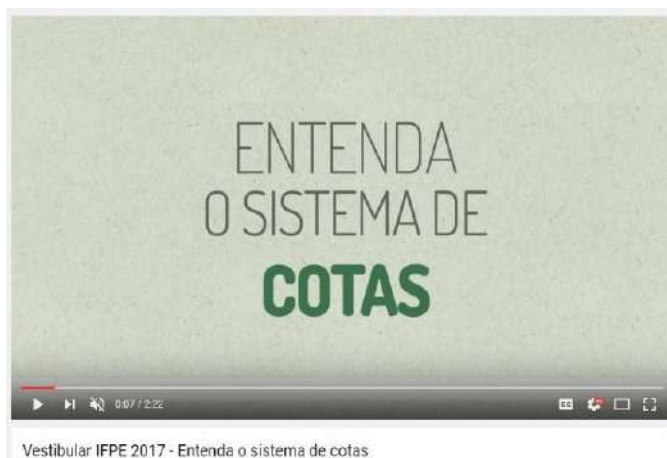 ENTENDA
O SISTEMA DE
COTAS
0:07 / 2:22
Vestibular IFPE 2017 - Entenda o sistema de cotas